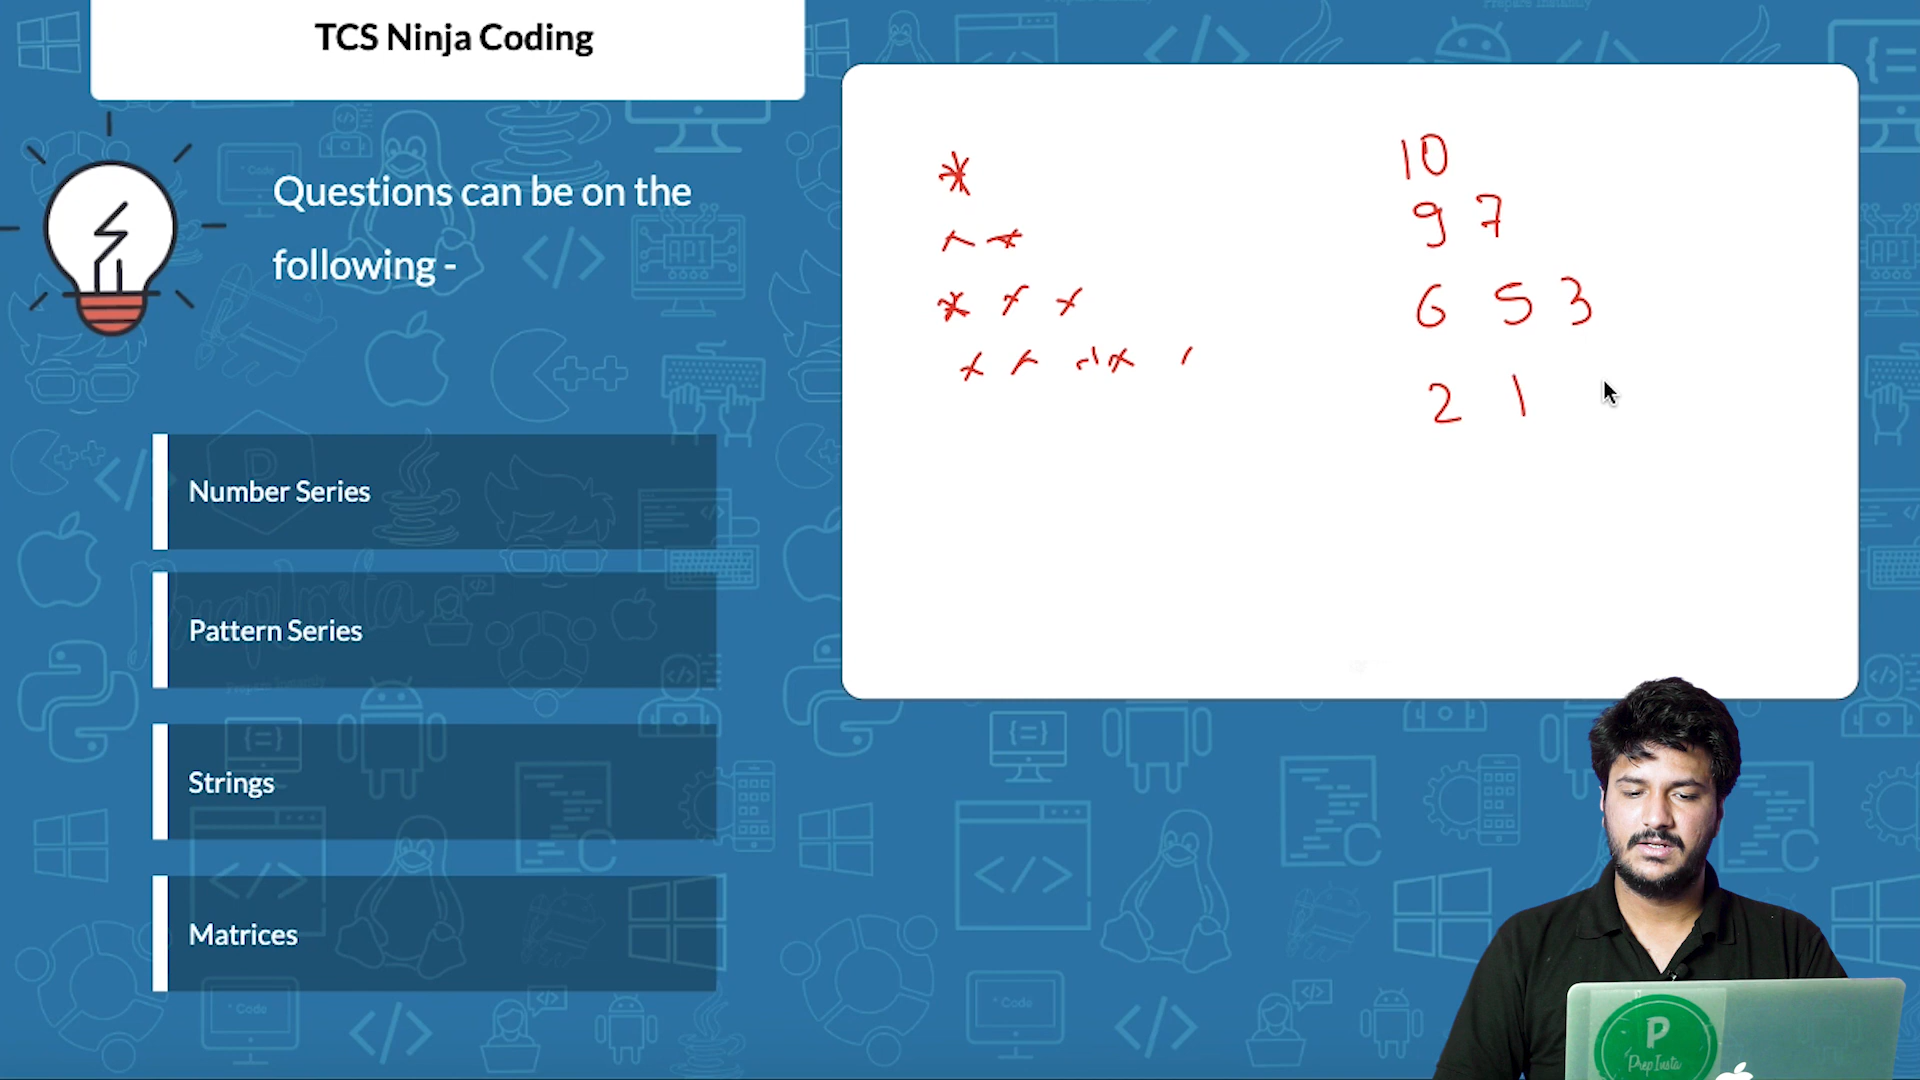 TCS Ninja Coding
Questions can be on the
following -
Number Series
Pattern Series
Strings
Matrices
*
* *
* * *
10
9 7
6 5 3
2 1
P
PrepInsta